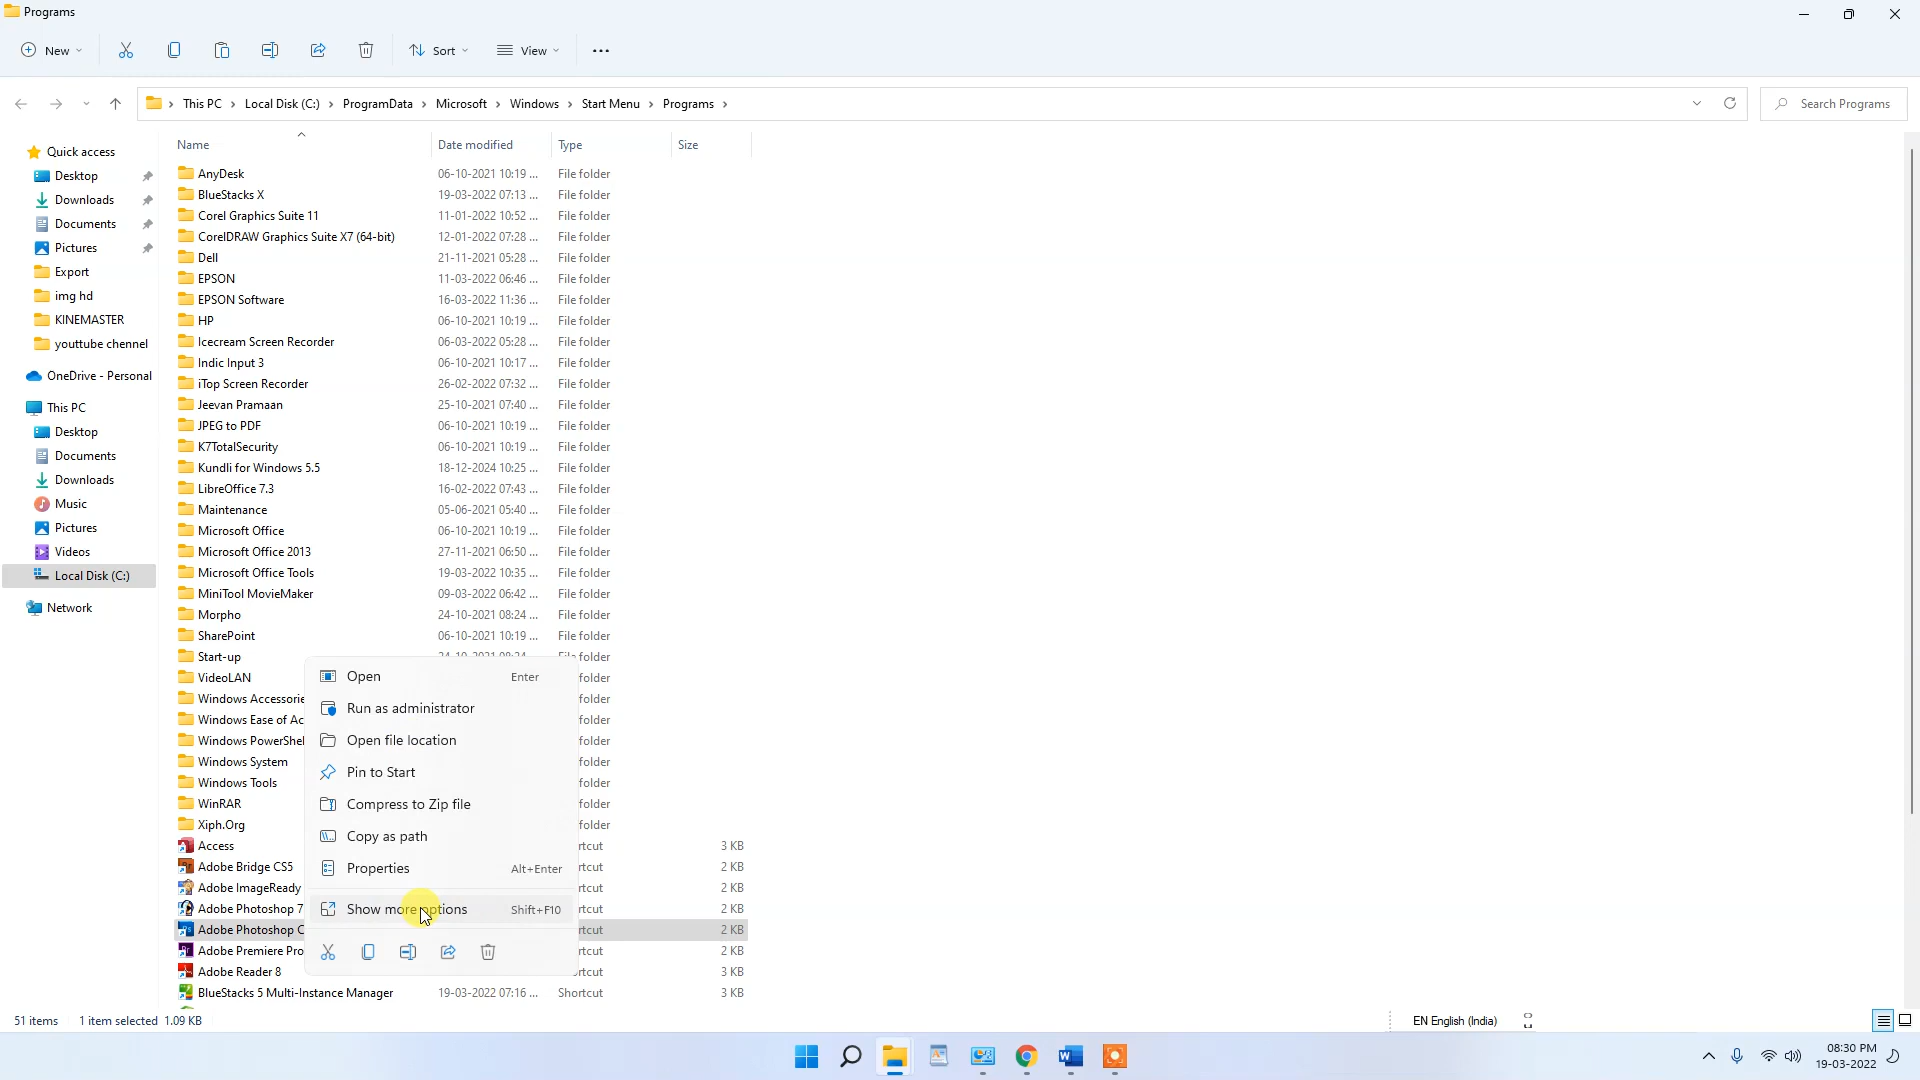 Programs
New
Sort
View
This PC
Local Disk (C:)
ProgramData
Microsoft
Windows
Start Menu
Programs
Search Programs
Name Date modified Type Size
Quick access
Desktop
Downloads
Documents
Pictures
Export
img hd
KINEMASTER
youttube channel
OneDrive - Personal
This PC
Desktop
Documents
Downloads
Music
Pictures
Videos
Local Disk (C:)
Network
AnyDesk 06-10-2021 10:19 ... File folder
BlueStacks X 19-03-2022 07:13 ... File folder
Corel Graphics Suite 11 11-01-2022 10:52 ... File folder
CorelDRAW Graphics Suite X7 (64-bit) 12-01-2022 07:28 ... File folder
Dell 21-11-2021 05:28 ... File folder
EPSON 11-03-2022 06:46 ... File folder
EPSON Software 16-03-2022 11:36 ... File folder
HP 06-10-2021 10:19 ... File folder
Icecream Screen Recorder 06-03-2022 05:28 ... File folder
Indic Input 3 06-10-2021 10:17 ... File folder
iTop Screen Recorder 26-02-2022 07:32 ... File folder
Jeevan Pramaan 25-10-2021 07:40 ... File folder
JPEG to PDF 06-10-2021 10:19 ... File folder
K7TotalSecurity 06-10-2021 10:19 ... File folder
Kundli for Windows 5.5 18-12-2024 10:25 ... File folder
LibreOffice 7.3 16-02-2022 07:43 ... File folder
Maintenance 05-06-2021 05:40 ... File folder
Microsoft Office 06-10-2021 10:19 ... File folder
Microsoft Office 2013 27-11-2021 06:50 ... File folder
Microsoft Office Tools 19-03-2022 10:35 ... File folder
MiniTool MovieMaker 09-03-2022 06:42 ... File folder
Morpho 24-10-2021 08:24 ... File folder
SharePoint 06-10-2021 10:19 ... File folder
Start-up folder
VideoLAN folder
Windows Accessorie folder
Windows Ease of Ac folder
Windows PowerShel folder
Windows System folder
Windows Tools folder
WinRAR folder
Xiph.Org folder
Access rtcut 3 KB
Adobe Bridge CS5 rtcut 2 KB
Adobe ImageReady rtcut 2 KB
Adobe Photoshop 7 rtcut 2 KB
Adobe Photoshop C rtcut 2 KB
Adobe Premiere Pro rtcut 2 KB
Adobe Reader 8 rtcut 3 KB
BlueStacks 5 Multi-Instance Manager 19-03-2022 07:16 ... Shortcut 3 KB
Open Enter
Run as administrator
Open file location
Pin to Start
Compress to Zip file
Copy as path
Properties Alt+Enter
Show more options Shift+F10
51 items 1 item selected 1.09 KB
EN English (India)
08:30 PM
19-03-2022